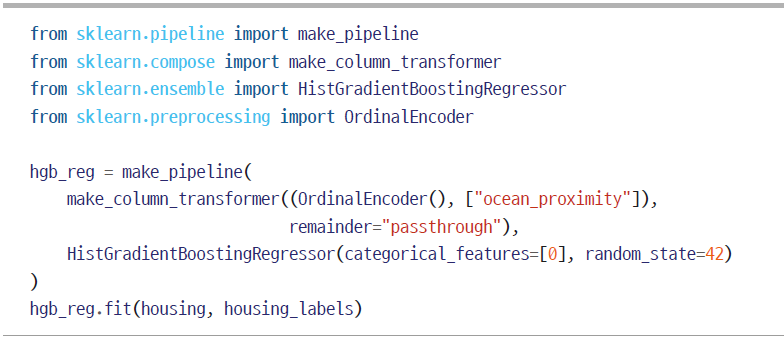 from sklearn.pipeline import make_pipeline
from sklearn.compose import make_column_transformer
from sklearn.ensemble import HistGradientBoostingRegressor
from sklearn.preprocessing import OrdinalEncoder

hgb_reg = make_pipeline(
    make_column_transformer((OrdinalEncoder(), ["ocean_proximity"]),
                            remainder="passthrough"),
    HistGradientBoostingRegressor(categorical_features=[0], random_state=42)
)
hgb_reg.fit(housing, housing_labels)